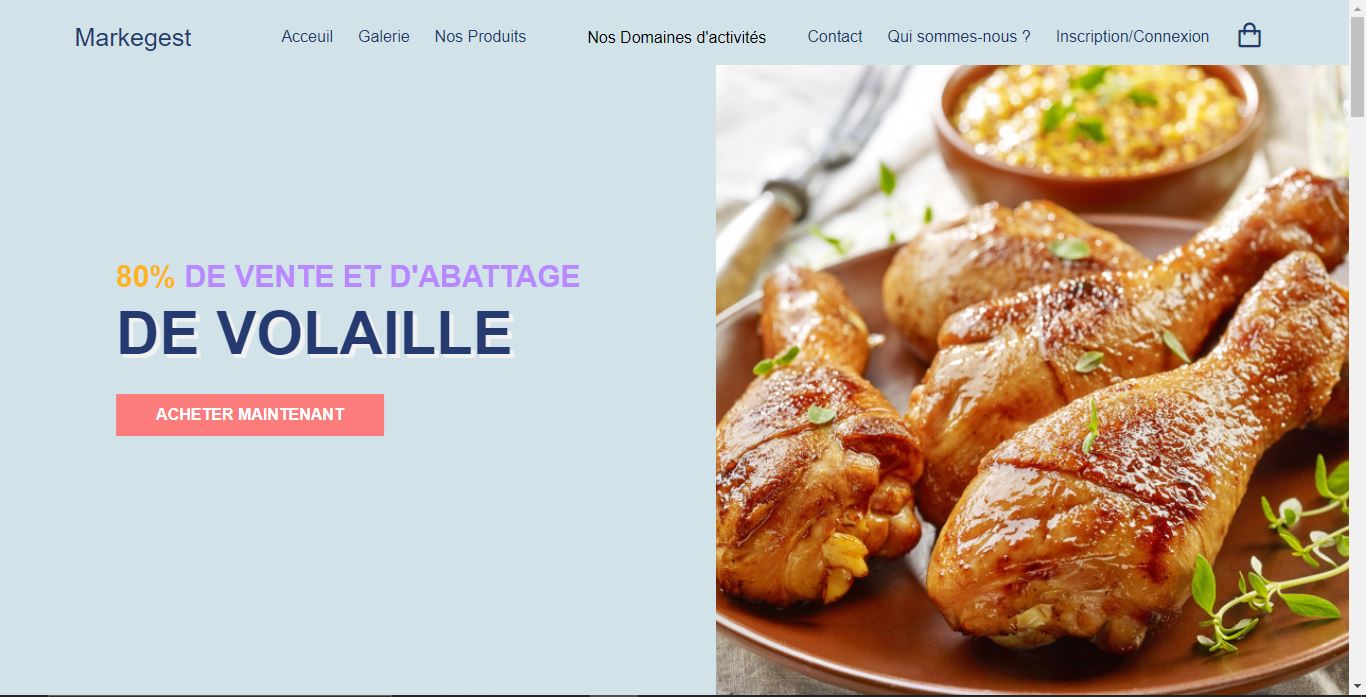 Markegest Acceuil Galerie Nos Produits Nos Domaines d'activités Contact Qui sommes-nous ? Inscription/Connexion
80% DE VENTE ET D'ABATTAGE
DE VOLAILLE
ACHETER MAINTENANT